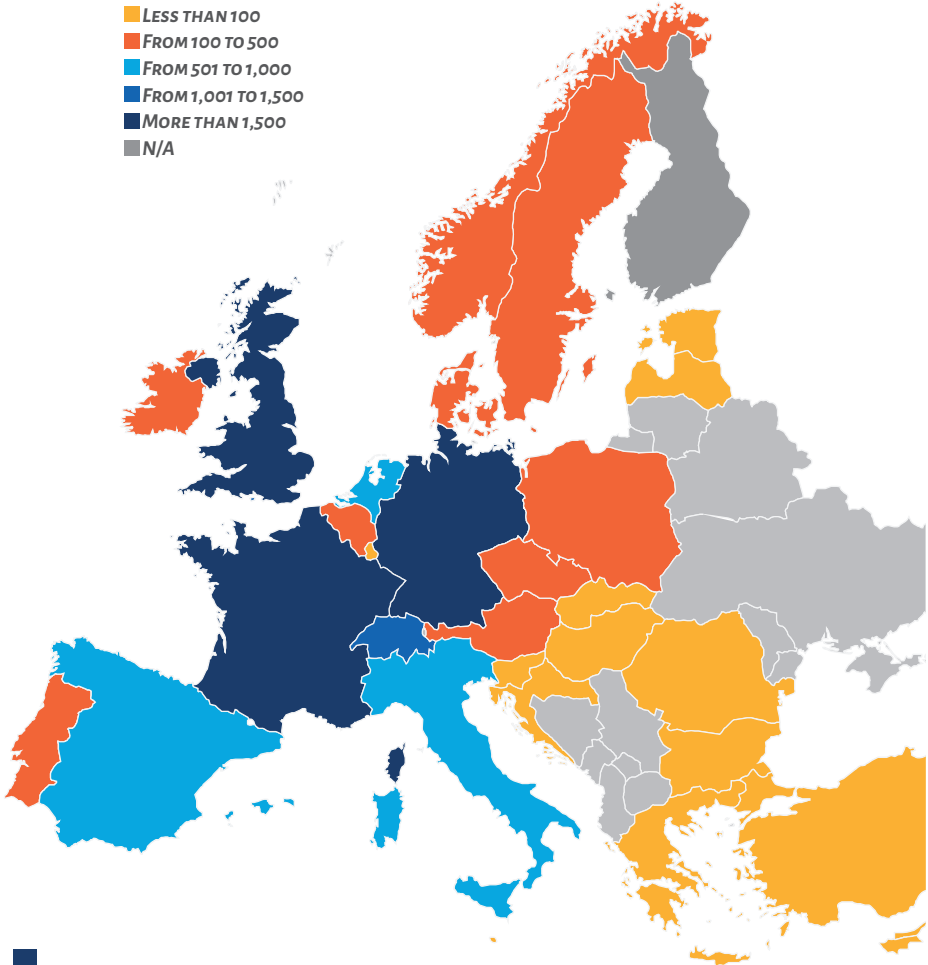 Less than 100
From 100 to 500
From 501 to 1,000
From 1,001 to 1,500
More than 1,500
N/A